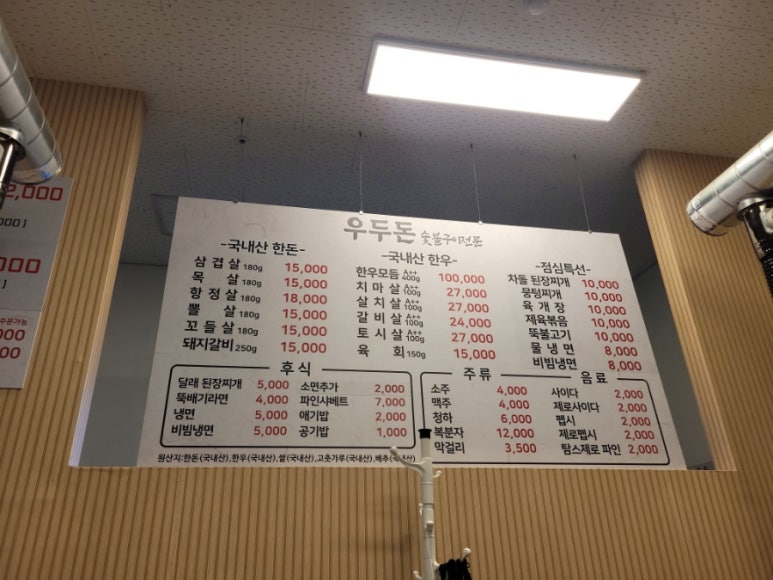 2,000
000]
000
]
주문가능
000
000
우두돈 숯불구이전문
-국내산 한돈-
삼겹살 180g 15,000
목살 180g 15,000
항정살 180g 18,000
뽈살 180g 15,000
꼬들살 180g 15,000
돼지갈비 250g 15,000
-국내산 한우-
한우모듬 A++ 400g 100,000
치마살 A++ 100g 27,000
살치살 A++ 100g 27,000
갈비살 A++ 100g 24,000
토시살 A++ 100g 27,000
육회 150g 15,000
-점심특선-
차돌 된장찌개 10,000
뭉텅찌개 10,000
육개장 10,000
제육볶음 10,000
뚝불고기 10,000
물냉면 8,000
비빔냉면 8,000
후식
달래 된장찌개 5,000 소면추가 2,000
뚝배기라면 4,000 파인샤베트 7,000
냉면 5,000 애기밥 2,000
비빔냉면 5,000 공기밥 1,000
주류
소주 4,000
맥주 4,000
청하 6,000
복분자 12,000
막걸리 3,500
음료
사이다 2,000
제로사이다 2,000
펩시 2,000
제로펩시 2,000
탐스제로 파인 2,000
원산지:한돈(국내산),한우(국내산),쌀(국내산),고춧가루(국내산),배추(국내산)